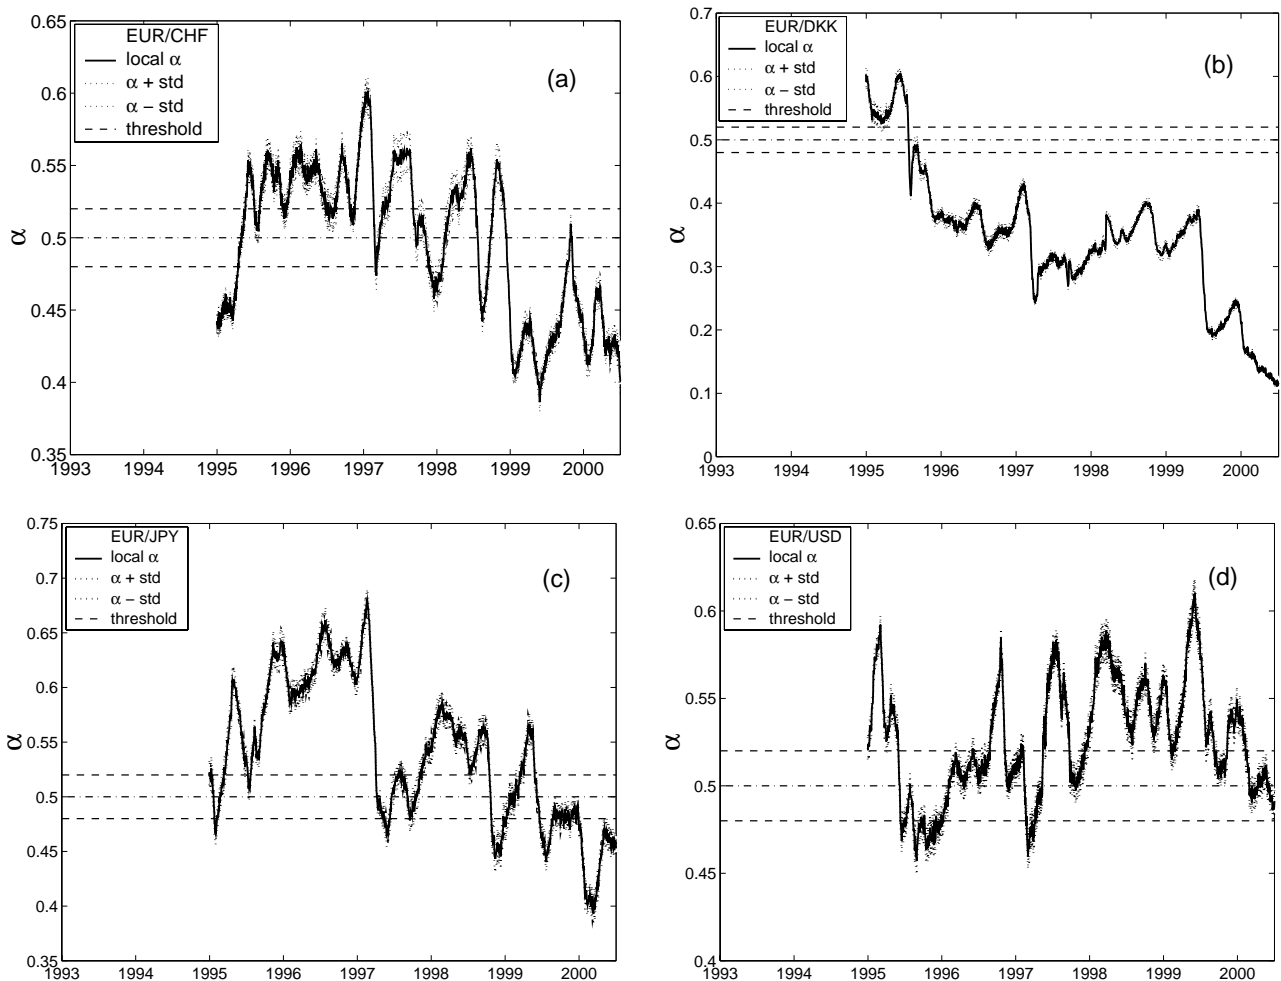 0.65
0.6
0.55
0.5
0.45
0.4
0.35
α
EUR/CHF
local α
α + std
α − std
threshold
(a)
1993 1994 1995 1996 1997 1998 1999 2000
0.7
0.6
0.5
0.4
0.3
0.2
0.1
0
α
EUR/DKK
local α
α + std
α − std
threshold
(b)
1993 1994 1995 1996 1997 1998 1999 2000
0.75
0.7
0.65
0.6
0.55
0.5
0.45
0.4
0.35
α
EUR/JPY
local α
α + std
α − std
threshold
(c)
1993 1994 1995 1996 1997 1998 1999 2000
0.65
0.6
0.55
0.5
0.45
0.4
α
EUR/USD
local α
α + std
α − std
threshold
(d)
1993 1994 1995 1996 1997 1998 1999 2000